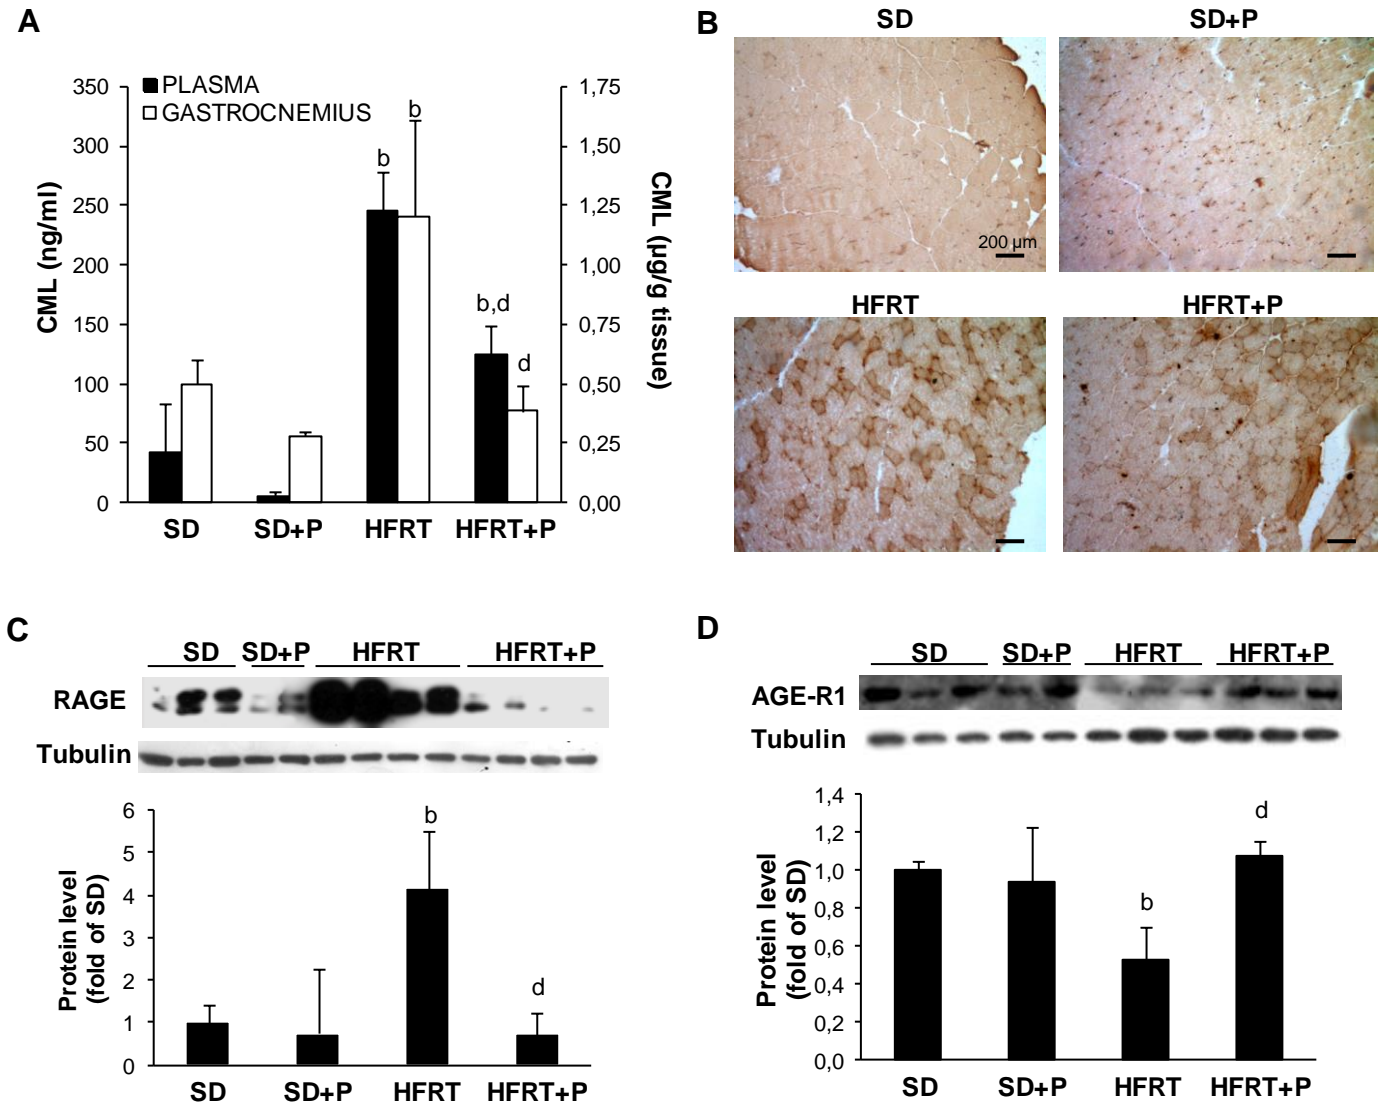 A
PLASMA
GASTROCNEMIUS
350
300
250
200
150
100
50
0
CML (ng/ml)
1,75
1,50
1,25
1,00
0,75
0,50
0,25
0,00
CML (µg/g tissue)
b
b
b,d
d
SD
SD+P
HFRT
HFRT+P
B
SD
SD+P
200 µm
HFRT
HFRT+P
C
SD
SD+P
HFRT
HFRT+P
RAGE
Tubulin
6
5
4
3
2
1
0
Protein level
(fold of SD)
b
d
SD
SD+P
HFRT
HFRT+P
D
SD
SD+P
HFRT
HFRT+P
AGE-R1
Tubulin
1,4
1,2
1,0
0,8
0,6
0,4
0,2
0,0
Protein level
(fold of SD)
b
d
SD
SD+P
HFRT
HFRT+P